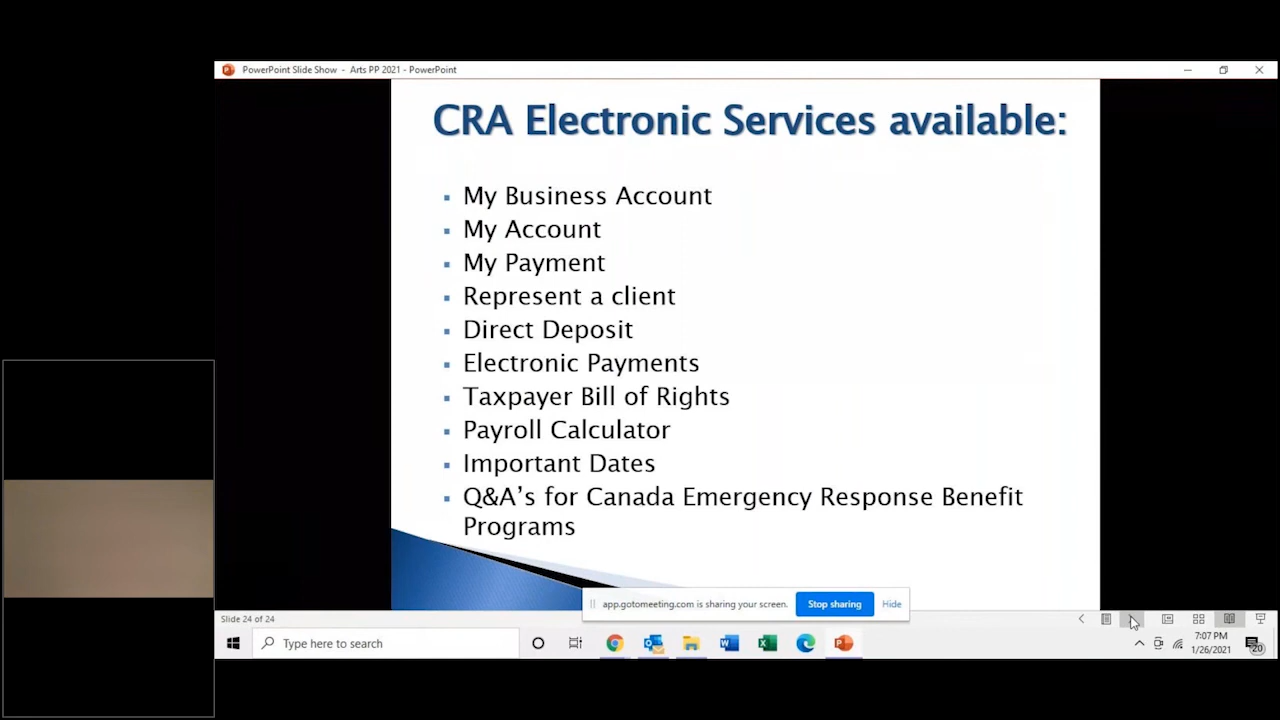 PowerPoint Slide Show - Arts PP 2021 - PowerPoint
CRA Electronic Services available:
My Business Account
My Account
My Payment
Represent a client
Direct Deposit
Electronic Payments
Taxpayer Bill of Rights
Payroll Calculator
Important Dates
Q&A's for Canada Emergency Response Benefit
Programs
app.gotomeeting.com is sharing your screen. Stop sharing Hide
Slide 24 of 24
Type here to search
7:07 PM
1/26/2021
20